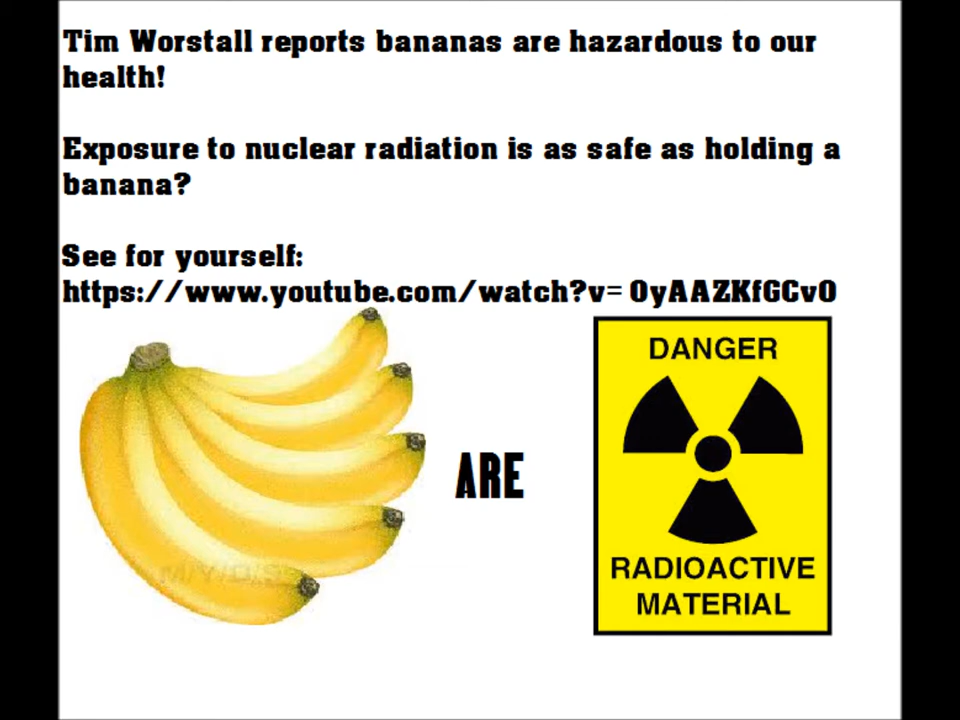 Tim Worstall reports bananas are hazardous to our
health!
Exposure to nuclear radiation is as safe as holding a
banana?
See for yourself:
https://www.youtube.com/watch?v= 0yAAZKfGCv0
ARE
DANGER
RADIOACTIVE
MATERIAL